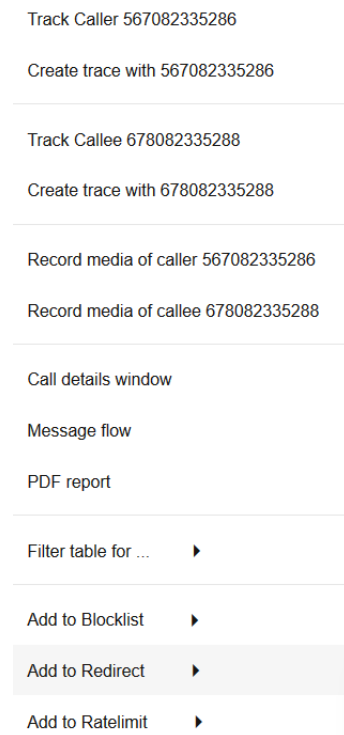 Track Caller 567082335286
Create trace with 567082335286
Track Callee 678082335288
Create trace with 678082335288
Record media of caller 567082335286
Record media of callee 678082335288
Call details window
Message flow
PDF report
Filter table for ...
Add to Blocklist
Add to Redirect
Add to Ratelimit